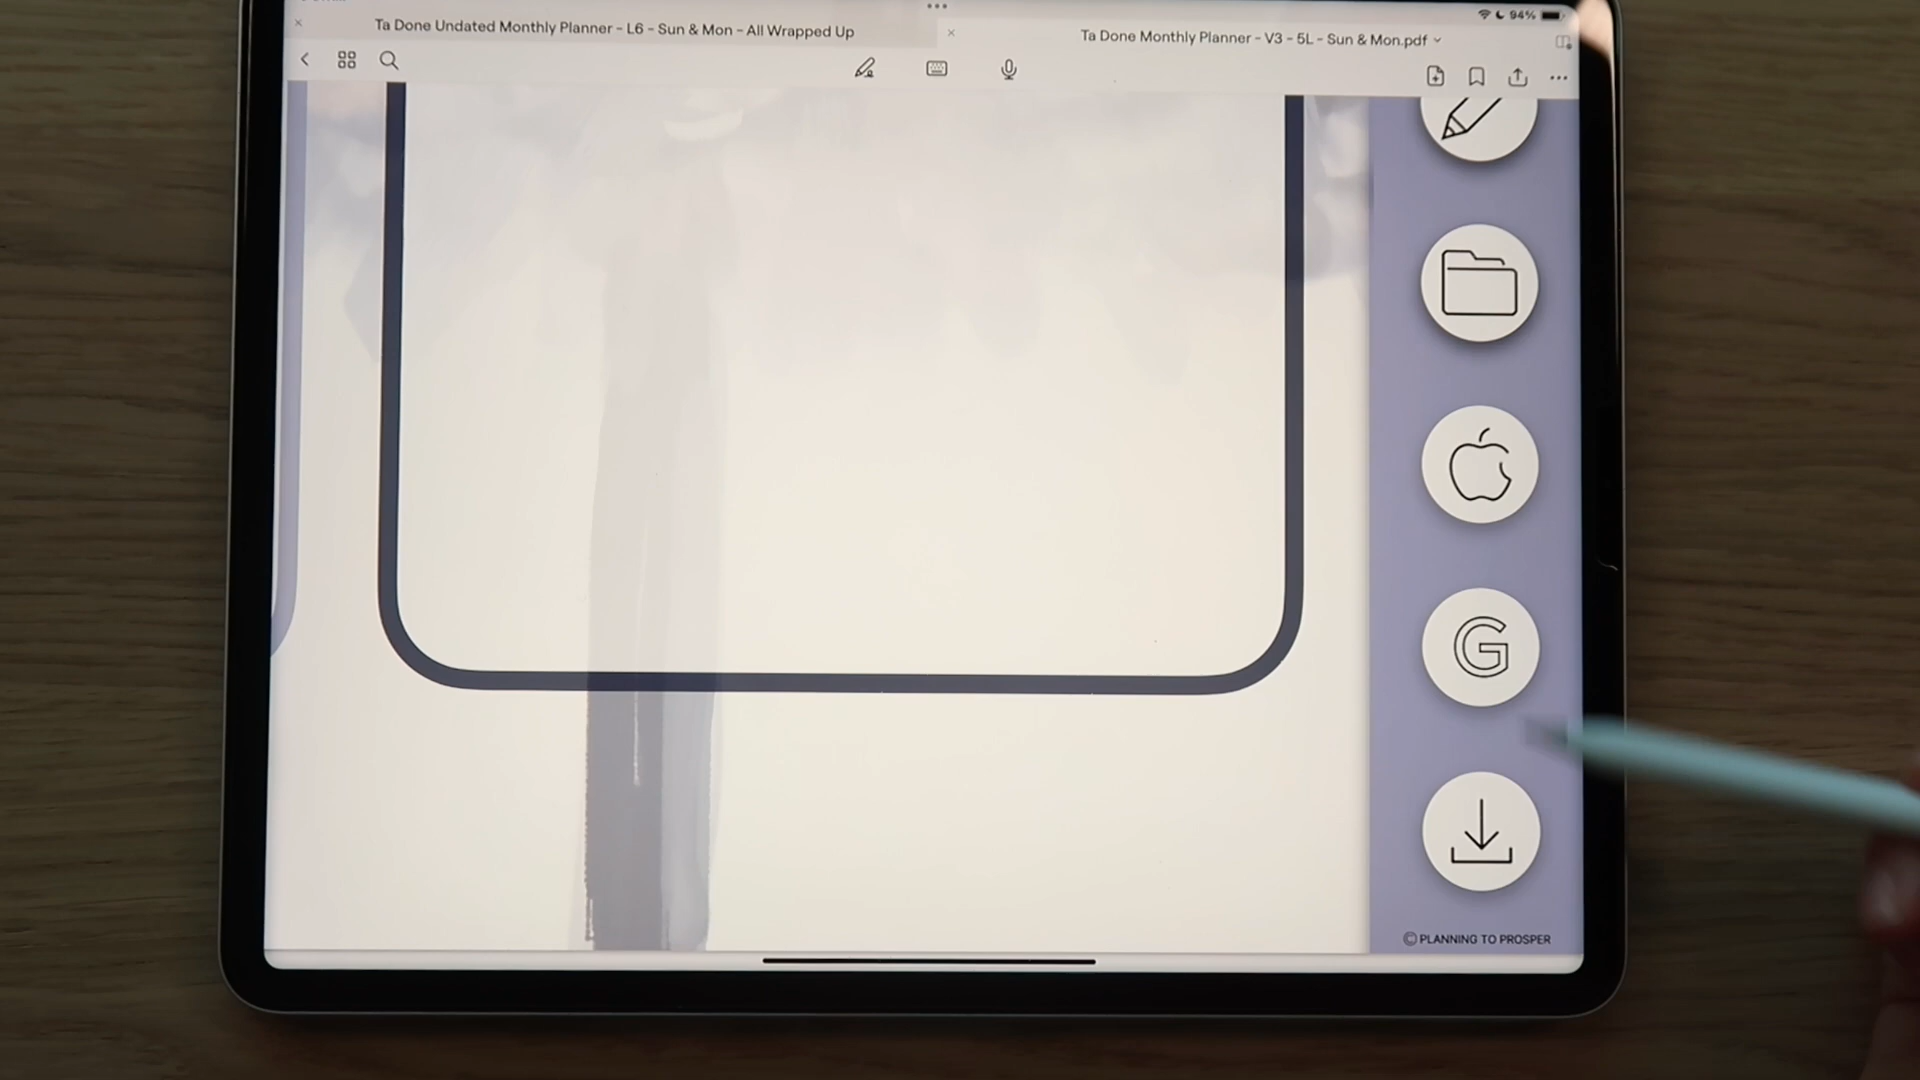 94%
Ta Done Undated Monthly Planner - L6 - Sun & Mon - All Wrapped Up
Ta Done Monthly Planner - V3 - 5L - Sun & Mon.pdf
G
© PLANNING TO PROSPER